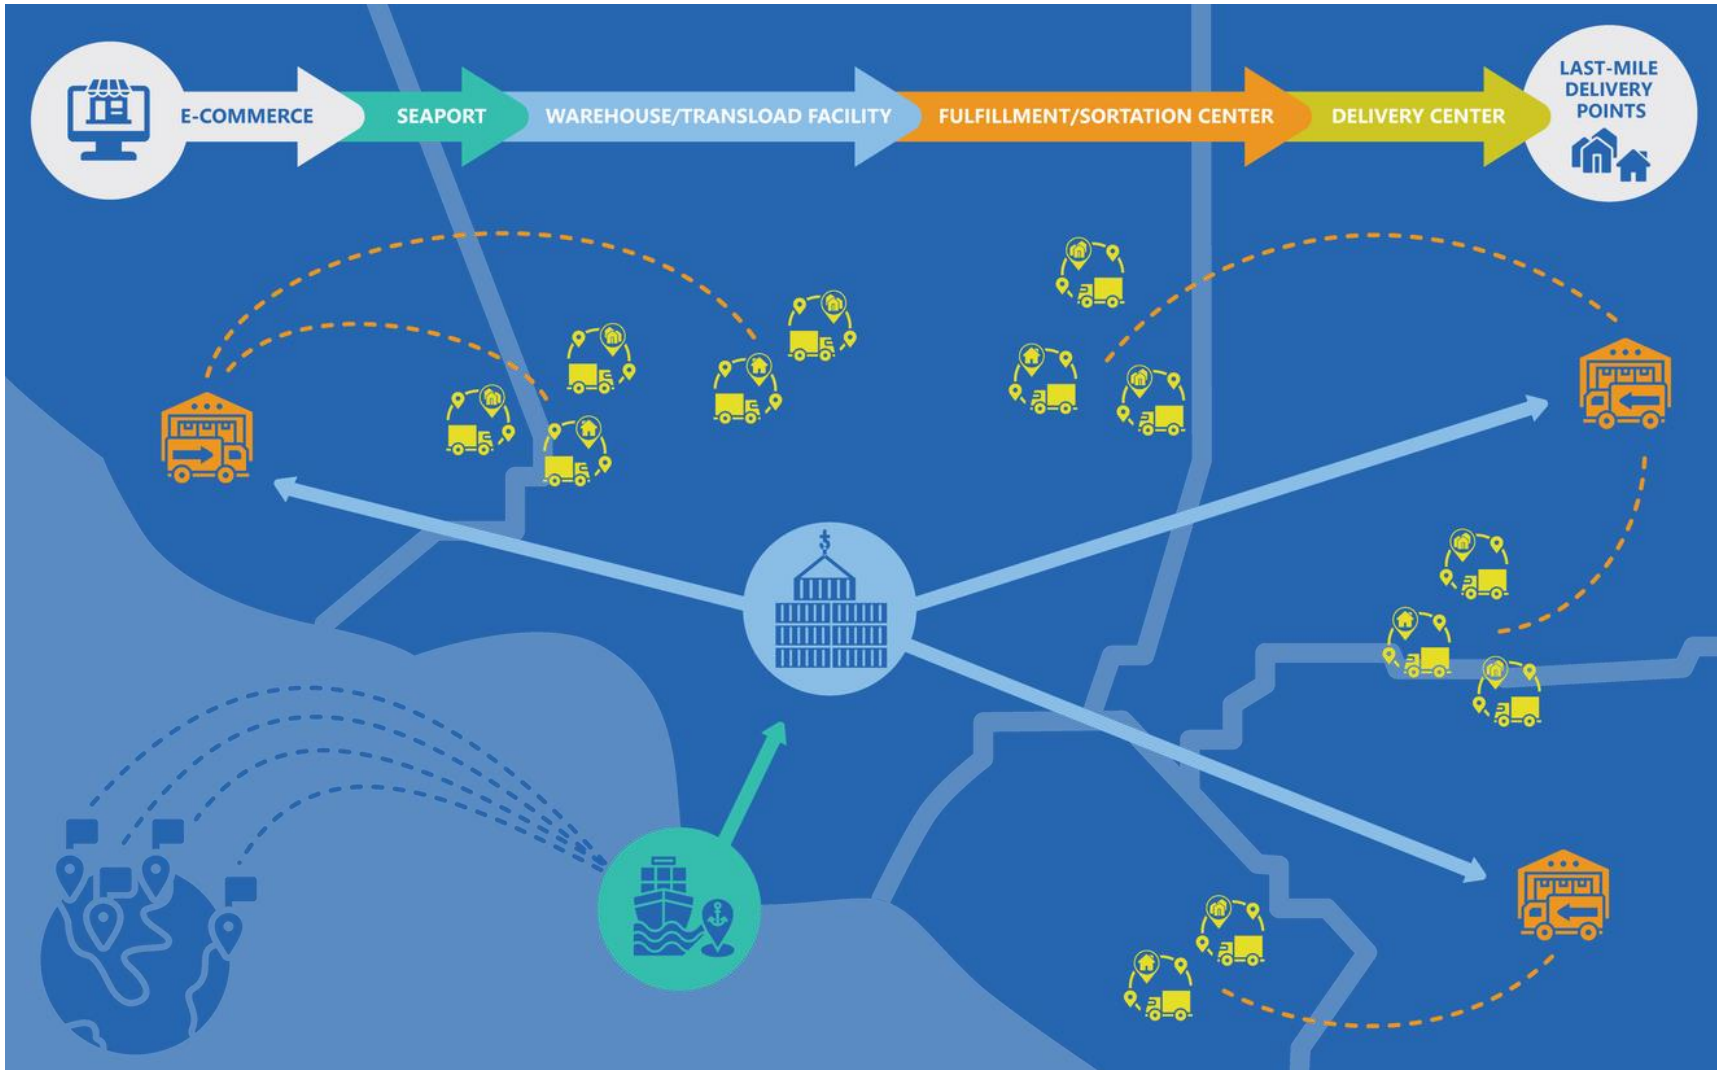 E-COMMERCE
SEAPORT
WAREHOUSE/TRANSLOAD FACILITY
FULFILLMENT/SORTATION CENTER
DELIVERY CENTER
LAST-MILE
DELIVERY
POINTS